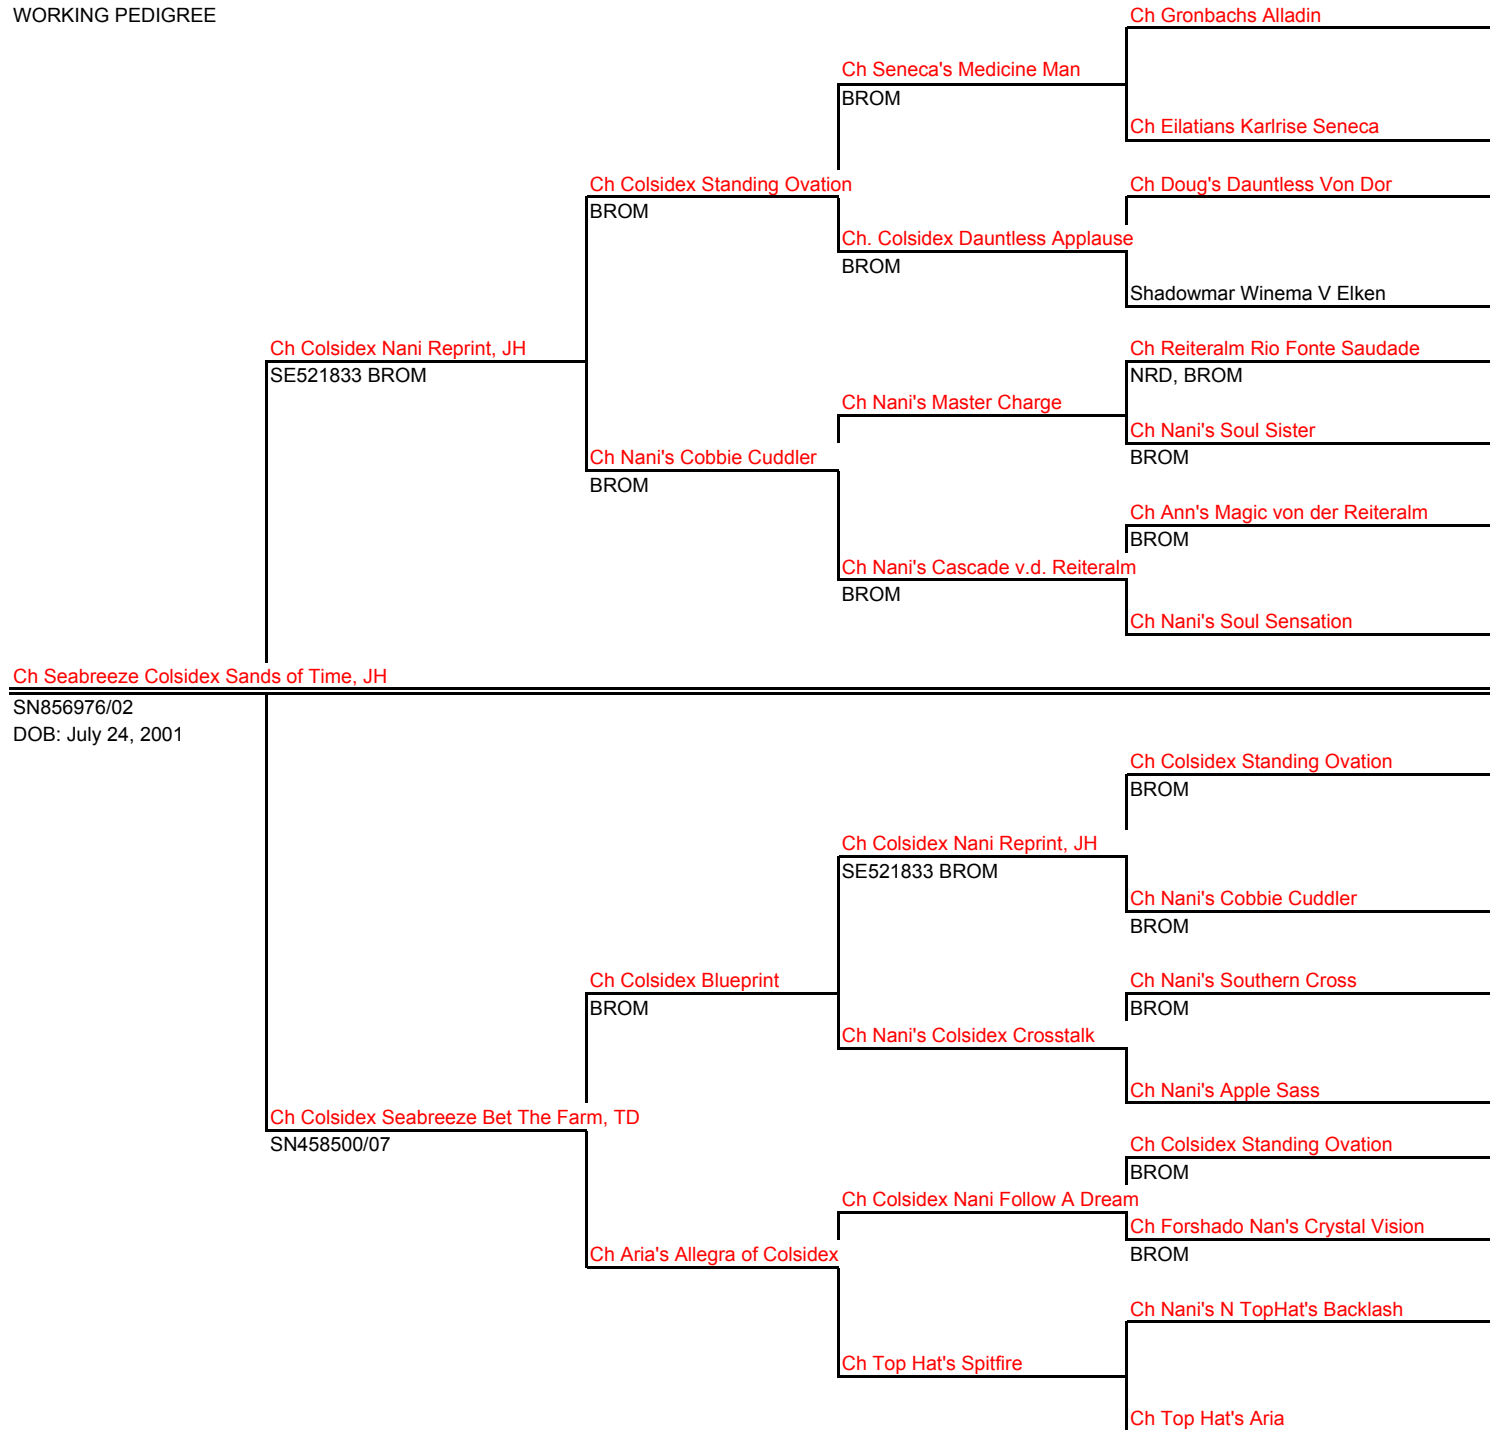 WORKING PEDIGREE
Ch Gronbachs Alladin
Ch Seneca's Medicine Man
BROM
Ch Eilatians Karlrise Seneca
Ch Colsidex Standing Ovation
BROM
Ch Doug's Dauntless Von Dor
Ch. Colsidex Dauntless Applause
BROM
Shadowmar Winema V Elken
Ch Colsidex Nani Reprint, JH
SE521833 BROM
Ch Reiteralm Rio Fonte Saudade
NRD, BROM
Ch Nani's Master Charge
Ch Nani's Soul Sister
BROM
Ch Nani's Cobbie Cuddler
BROM
Ch Ann's Magic von der Reiteralm
BROM
Ch Nani's Cascade v.d. Reiteralm
BROM
Ch Nani's Soul Sensation
Ch Seabreeze Colsidex Sands of Time, JH
SN856976/02
DOB: July 24, 2001
Ch Colsidex Standing Ovation
BROM
Ch Colsidex Nani Reprint, JH
SE521833 BROM
Ch Nani's Cobbie Cuddler
BROM
Ch Colsidex Blueprint
BROM
Ch Nani's Southern Cross
BROM
Ch Nani's Colsidex Crosstalk
Ch Nani's Apple Sass
Ch Colsidex Seabreeze Bet The Farm, TD
SN458500/07
Ch Colsidex Standing Ovation
BROM
Ch Colsidex Nani Follow A Dream
Ch Forshado Nan's Crystal Vision
BROM
Ch Aria's Allegra of Colsidex
Ch Nani's N TopHat's Backlash
Ch Top Hat's Spitfire
Ch Top Hat's Aria